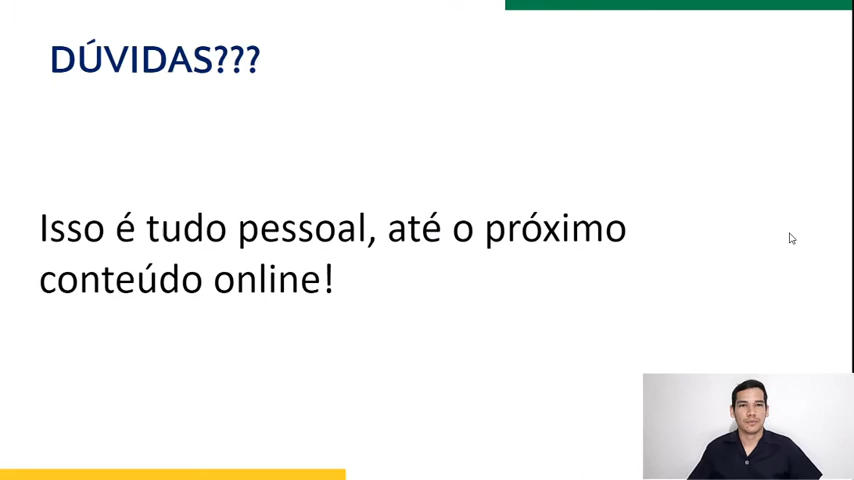 DÚVIDAS???
Isso é tudo pessoal, até o próximo
conteúdo online!